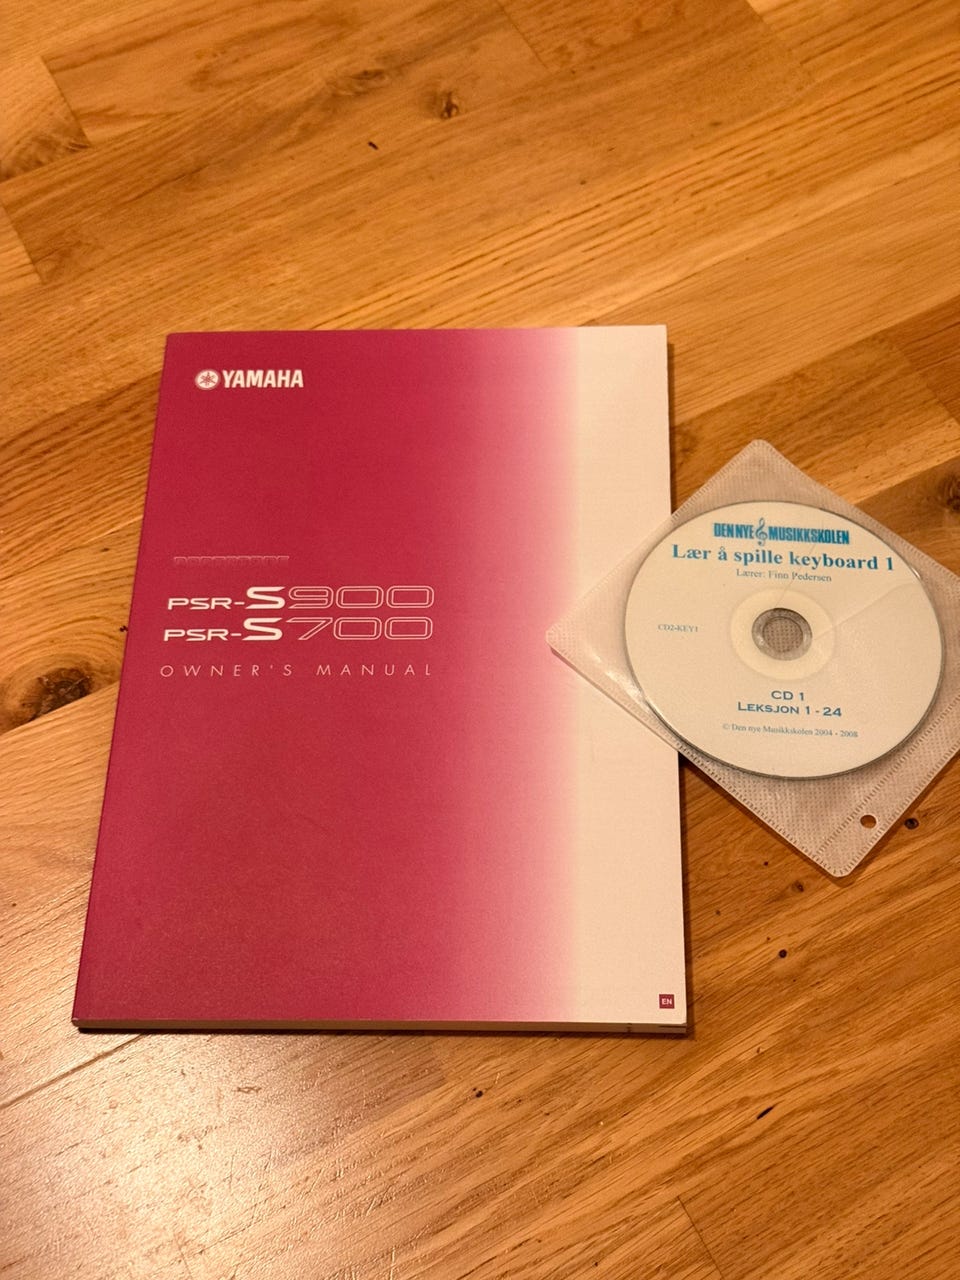 YAMAHA
PSR-S900
PSR-S700
OWNER'S MANUAL
EN
DEN NYE MUSIKKSKOLEN
Lær å spille keyboard 1
Lærer: Finn Pedersen
CD2-KEY1
CD 1
LEKSJON 1 - 24
© Den nye Musikkskolen 2004 - 2008